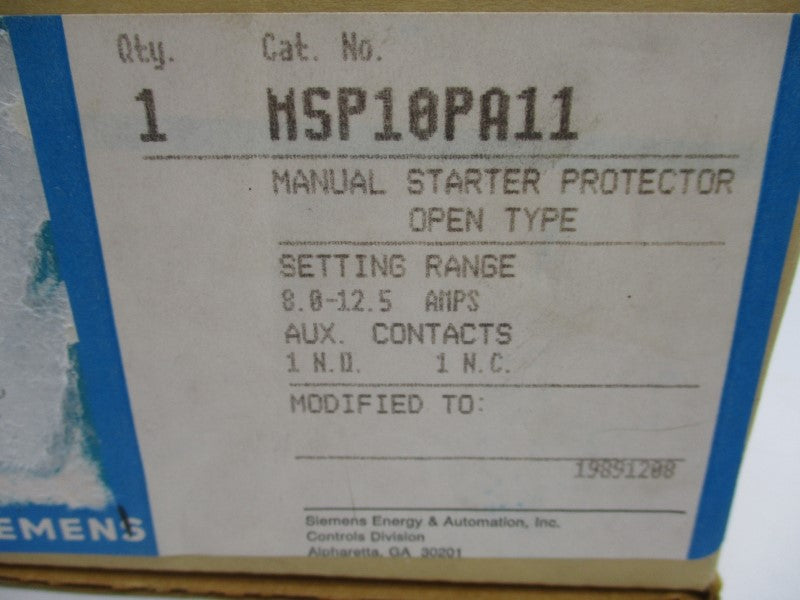 Qty. Cat. No.
1 MSP10PA11
MANUAL STARTER PROTECTOR
OPEN TYPE
SETTING RANGE
8.0-12.5 AMPS
AUX. CONTACTS
1 N.O. 1 N.C.
MODIFIED TO:
19891208
EMENS
Siemens Energy & Automation, Inc.
Controls Division
Alpharetta, GA 30201